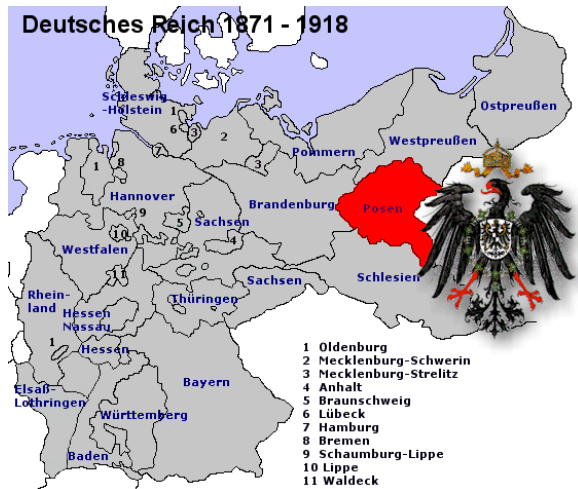 Deutsches Reich 1871 - 1918
Schleswig
-Holstein
Ostpreußen
1
6
3
2
7
3
Westpreußen
Pommern
1
8
Hannover
9
5
Sachsen
Brandenburg
Posen
10
4
Westfalen
11
Sachsen
Schlesien
Rhein-
land
Thüringen
Hessen
Nassau
1
Hessen
Bayern
Elsaß-
Lothringen
Württemberg
Baden
1 Oldenburg
2 Mecklenburg-Schwerin
3 Mecklenburg-Strelitz
4 Anhalt
5 Braunschweig
6 Lübeck
7 Hamburg
8 Bremen
9 Schaumburg-Lippe
10 Lippe
11 Waldeck